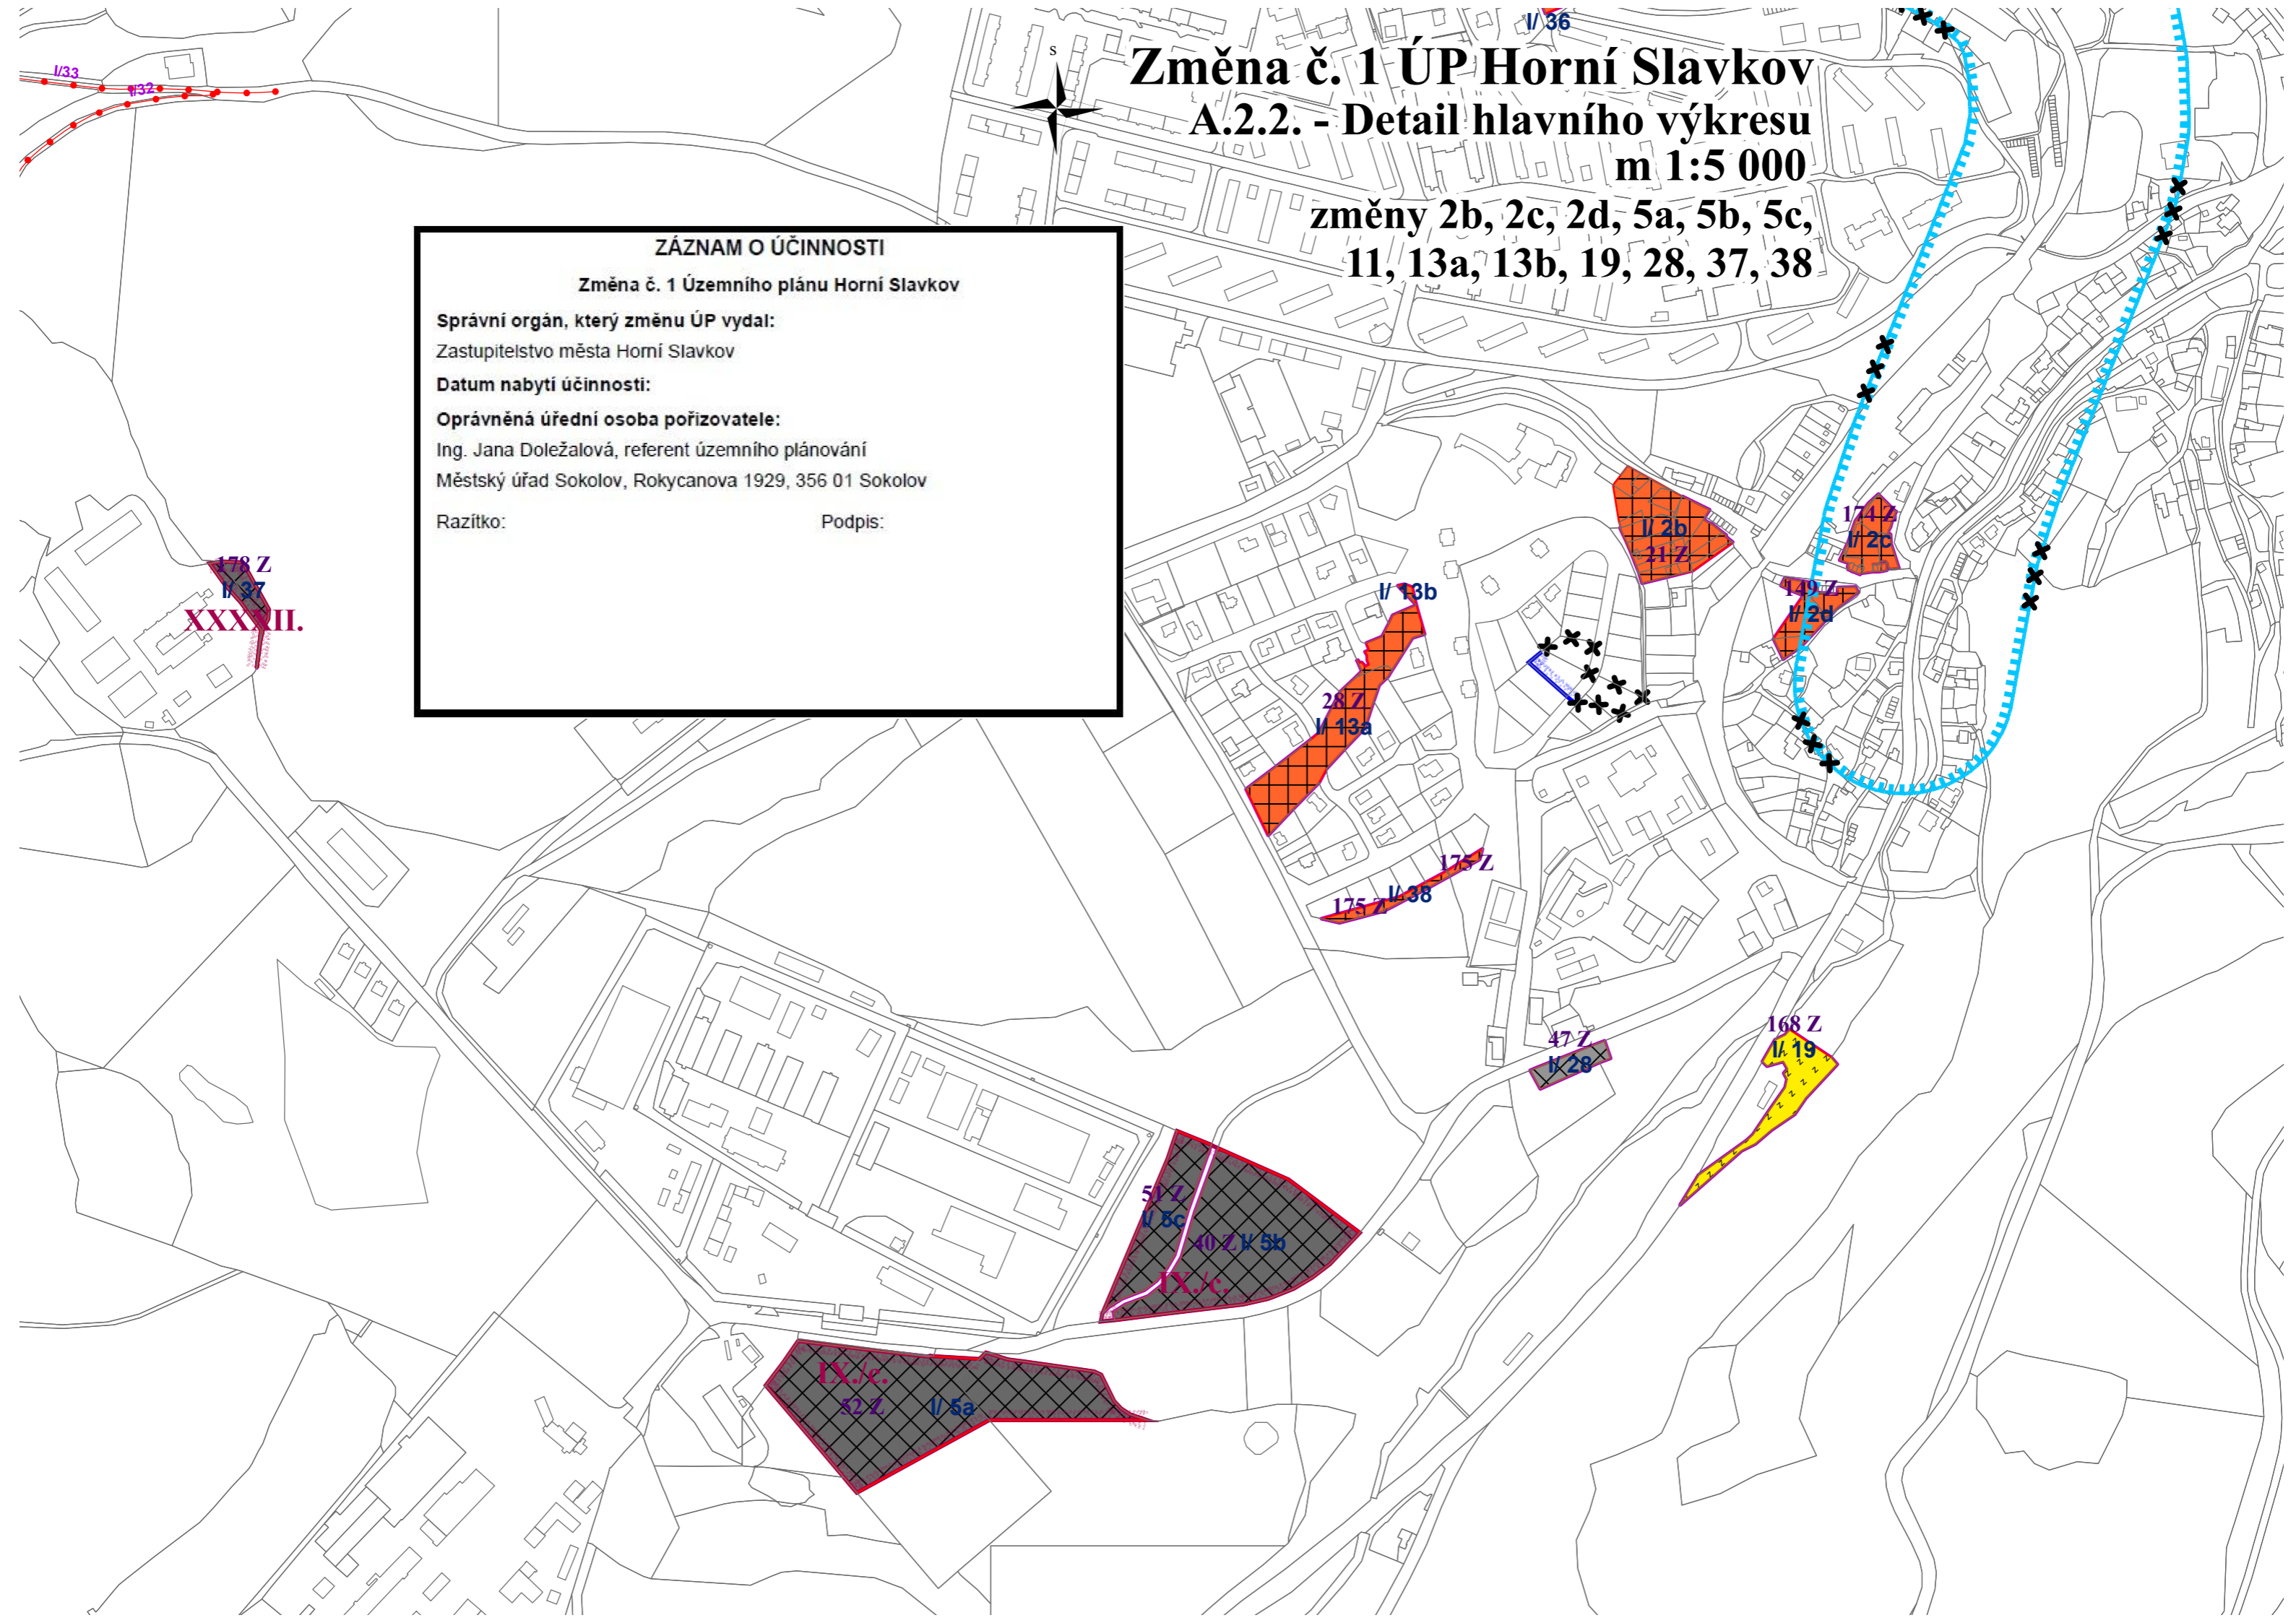 I/ 36
Změna č. 1 ÚP Horní Slavkov
A.2.2. - Detail hlavního výkresu
m 1:5 000
změny 2b, 2c, 2d, 5a, 5b, 5c,
11, 13a, 13b, 19, 28, 37, 38
S
I/33
I/32
ZÁZNAM O ÚČINNOSTI
Změna č. 1 Územního plánu Horní Slavkov
Správní orgán, který změnu ÚP vydal:
Zastupitelstvo města Horní Slavkov
Datum nabytí účinnosti:
Oprávněná úřední osoba pořizovatele:
Ing. Jana Doležalová, referent územního plánování
Městský úřad Sokolov, Rokycanova 1929, 356 01 Sokolov
Razítko: Podpis:
178 Z
I/ 37
XXXXII.
I/ 2b
21 Z
174 Z
I/ 2c
149 Z
I/ 2d
I/ 13b
28 Z
I/ 13a
175 Z
I/ 38
175 Z
47 Z
I/ 28
168 Z
I/ 19
51 Z
I/ 5c
40 Z I/ 5b
IX./c.
IX./c.
52 Z I/ 5a